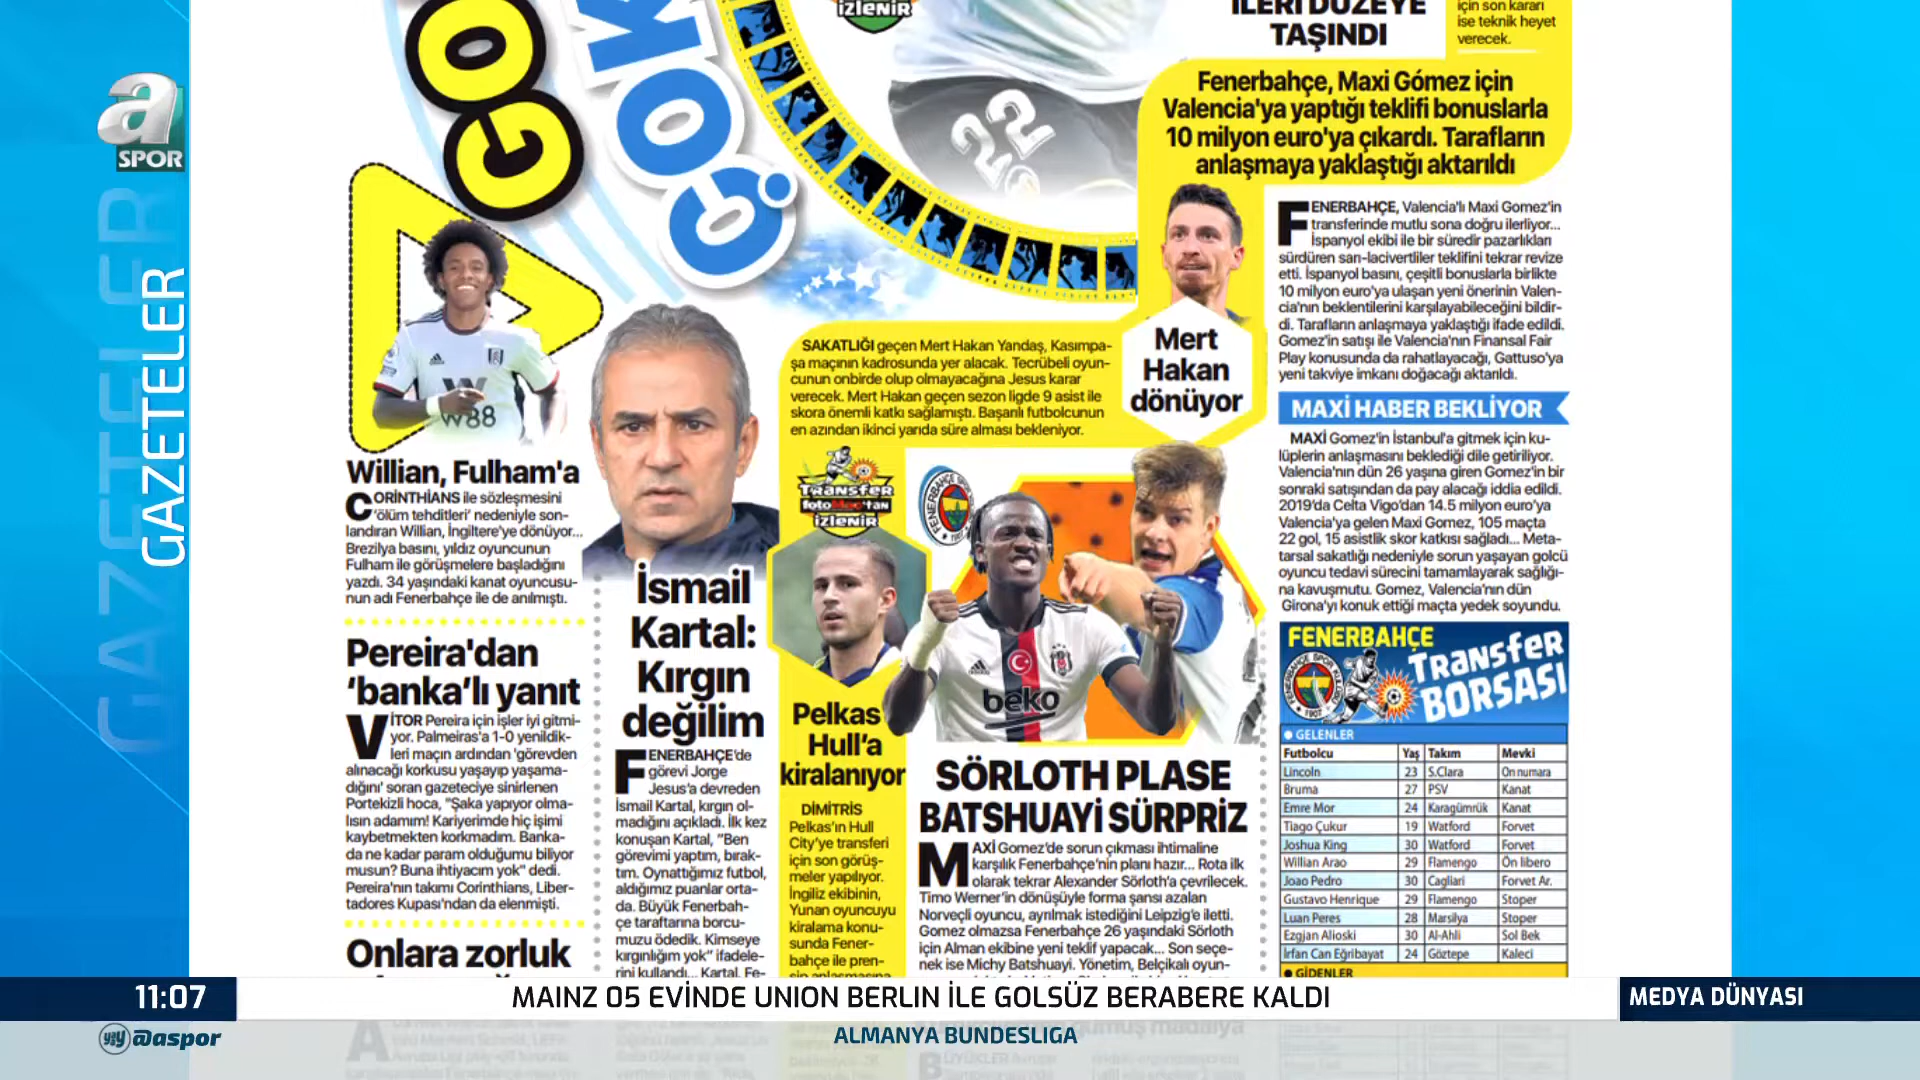 a
SPOR
GAZETELER
GAZETELER
GO
ÇOK
izlenir
22
İLERİ DÜZEYE
TAŞINDI
için son kararı
ise teknik heyet
verecek.
Fenerbahçe, Maxi Gómez için
Valencia'ya yaptığı teklifi bonuslarla
10 milyon euro'ya çıkardı. Tarafların
anlaşmaya yaklaştığı aktarıldı
FENERBAHÇE, Valencia'lı Maxi Gomez'in
transferinde mutlu sona doğru ilerliyor...
İspanyol ekibi ile bir süredir pazarlıkları
sürdüren sarı-lacivertliler teklifini tekrar revize
etti. İspanyol basını, çeşitli bonuslarla birlikte
10 milyon euro'ya ulaşan yeni önerinin Valen-
cia'nın beklentilerini karşılayabileceğini bildir-
di. Tarafların anlaşmaya yaklaştığı ifade edildi.
Gomez'in satışı ile Valencia'nın Finansal Fair
Play konusunda da rahatlayacağı, Gattuso'ya
yeni takviye imkanı doğacağı aktarıldı.
MAXİ HABER BEKLİYOR
MAXİ Gomez'in İstanbul'a gitmek için ku-
lüplerin anlaşmasını beklediği dile getiriliyor.
Valencia'nın dün 26 yaşına giren Gomez'in bir
sonraki satışından da pay alacağı iddia edildi.
2019'da Celta Vigo'dan 14.5 milyon euro'ya
Valencia'ya gelen Maxi Gomez, 105 maçta
22 gol, 15 asistlik skor katkısı sağladı... Meta-
tarsal sakatlığı nedeniyle sorun yaşayan golcü
oyuncu tedavi sürecini tamamlayarak sağlığı-
na kavuşmutu. Gomez, Valencia'nın dün
Girona'yı konuk ettiği maçta yedek soyundu.
Mert
Hakan
dönüyor
SAKATLIĞI geçen Mert Hakan Yandaş, Kasımpa-
şa maçının kadrosunda yer alacak. Tecrübeli oyun-
cunun onbirde olup olmayacağına Jesus karar
verecek. Mert Hakan geçen sezon ligde 9 asist ile
skora önemli katkı sağlamıştı. Başarılı futbolcunun
en azından ikinci yarıda süre alması bekleniyor.
W88
Willian, Fulham'a
CORİNTHIANS ile sözleşmesini
'ölüm tehditleri' nedeniyle son-
landıran Willian, İngiltere'ye dönüyor...
Brezilya basını, yıldız oyuncunun
Fulham ile görüşmelere başladığını
yazdı. 34 yaşındaki kanat oyuncusu-
nun adı Fenerbahçe ile de anılmıştı.
Pereira'dan
'banka'lı yanıt
VİTOR Pereira için işler iyi gitmi-
yor. Palmeiras'a 1-0 yenildik-
leri maçın ardından 'görevden
alınacağı korkusu yaşayıp yaşama-
dığını' soran gazeteciye sinirlenen
Portekizli hoca, "Şaka yapıyor olma-
lısın adamım! Kariyerimde hiç işimi
kaybetmekten korkmadım. Banka-
da ne kadar param olduğumu biliyor
musun? Buna ihtiyacım yok" dedi.
Pereira'nın takımı Corinthians, Liber-
tadores Kupası'ndan da elenmişti.
Onlara zorluk
İsmail
Kartal:
Kırgın
değilim
FENERBAHÇE'de
görevi Jorge
Jesus'a devreden
İsmail Kartal, kırgın ol-
madığını açıkladı. İlk kez
konuşan Kartal, "Ben
görevimi yaptım, bırak-
tım. Oynattığımız futbol,
aldığımız puanlar orta-
da. Büyük Fenerbah-
çe taraftarına borcu-
muzu ödedik. Kimseye
kırgınlığım yok" ifadele-
rini kullandı... Kartal, Fe-
Transfer
fotoMaç'tan
izlenir
Pelkas
Hull'a
kiralanıyor
DİMİTRİS
Pelkas'ın Hull
City'ye transferi
için son görüş-
meler yapılıyor.
İngiliz ekibinin,
Yunan oyuncuyu
kiralama konu-
sunda Fener-
bahçe ile pren-
sip anlaşmasına
beko
SÖRLOTH PLASE
BATSHUAYİ SÜRPRİZ
MAXİ Gomez'de sorun çıkması ihtimaline
karşılık Fenerbahçe'nin planı hazır... Rota ilk
olarak tekrar Alexander Sörloth'a çevrilecek.
Timo Werner'in dönüşüyle forma şansı azalan
Norveçli oyuncu, ayrılmak istediğini Leipzig'e iletti.
Gomez olmazsa Fenerbahçe 26 yaşındaki Sörloth
için Alman ekibine yeni teklif yapacak... Son seçe-
nek ise Michy Batshuayi. Yönetim, Belçikalı oyun-
FENERBAHÇE
Transfer
BORSASI
GELENLER
Futbolcu Yaş Takım Mevki
Lincoln 23 S.Clara On numara
Bruma 27 PSV Kanat
Emre Mor 24 Karagümrük Kanat
Tiago Çukur 19 Watford Forvet
Joshua King 30 Watford Forvet
Willian Arao 29 Flamengo Ön libero
Joao Pedro 30 Cagliari Forvet Ar.
Gustavo Henrique 29 Flamengo Stoper
Luan Peres 28 Marsilya Stoper
Ezgjan Alioski 30 Al-Ahli Sol Bek
İrfan Can Eğribayat 24 Göztepe Kaleci
GİDENLER
11:07
MAINZ 05 EVİNDE UNION BERLIN İLE GOLSÜZ BERABERE KALDI
MEDYA DÜNYASI
@aspor
ALMANYA BUNDESLIGA